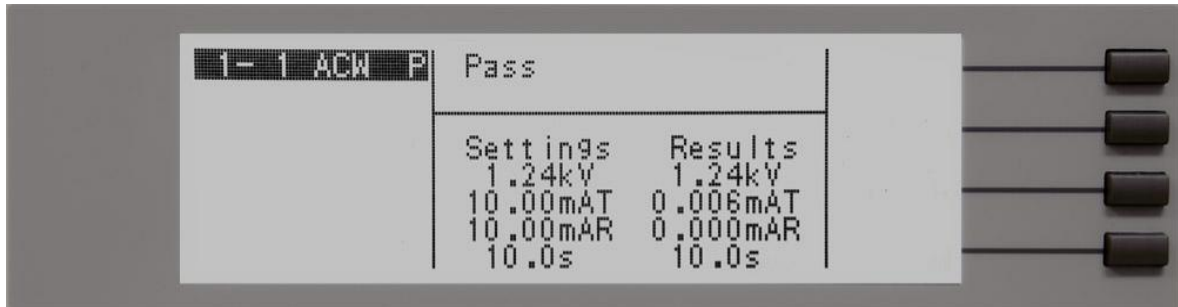 1- 1 ACW P
Pass
Settings Results
1.24kV 1.24kV
10.00mAT 0.006mAT
10.00mAR 0.000mAR
10.0s 10.0s